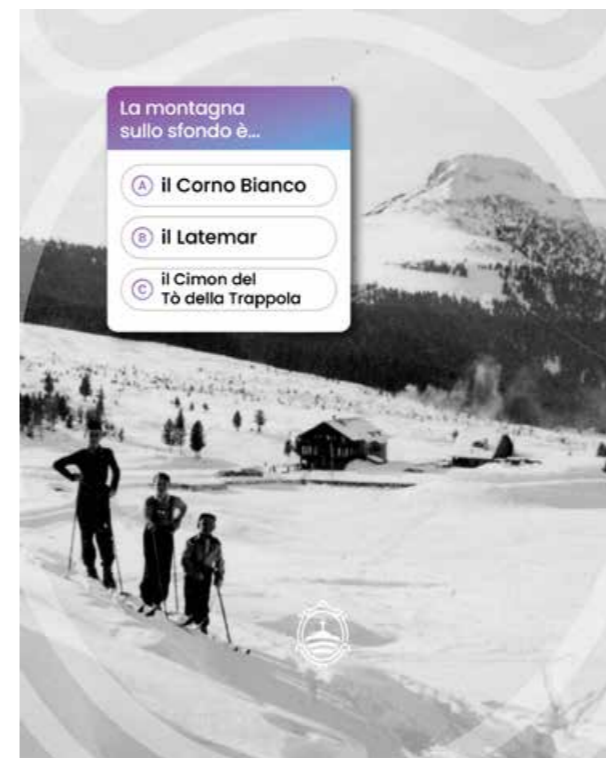 La montagna
sullo sfondo è...
A il Corno Bianco
B il Latemar
C il Cimon del
Tò della Trappola